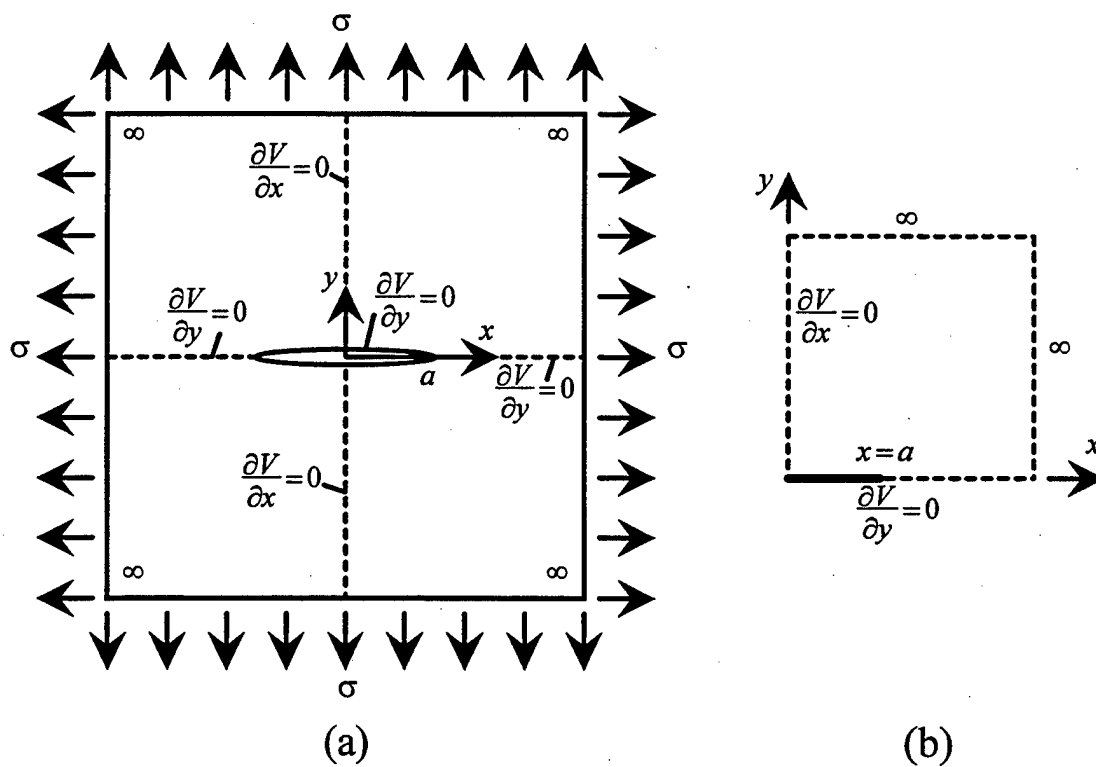 σ
∞ ∞
∂V/∂x=0
y
∂V/∂y=0
∂V/∂y=0
x
σ
σ
a
∂V/∂y=0
∂V/∂x=0
∞ ∞
σ
(a)
y
∞
∂V/∂x=0
∞
x=a
x
∂V/∂y=0
(b)